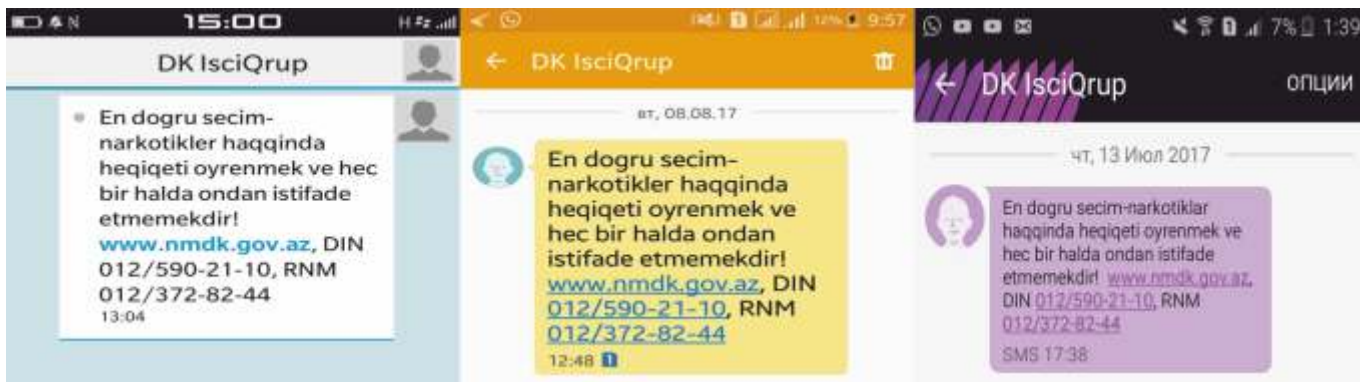 15:00
DK IsciQrup
En dogru secim-
narkotikler haqqinda
heqiqeti oyrenmek ve hec
bir halda ondan istifade
etmemekdir!
www.nmdk.gov.az, DIN
012/590-21-10, RNM
012/372-82-44
13:04
12% 9:57
DK IsciQrup
вт, 08.08.17
En dogru secim-
narkotikler haqqinda
heqiqeti oyrenmek ve
hec bir halda ondan
istifade etmemekdir!
www.nmdk.gov.az, DIN
012/590-21-10, RNM
012/372-82-44
12:48 1
7% 1:39
DK IsciQrup
ОПЦИИ
чт, 13 Июл 2017
En dogru secim-narkotiklar
haqqinda heqiqeti oyrenmek ve
hec bir halda ondan istifade
etmemekdir! www.nmdk.gov.az,
DIN 012/590-21-10, RNM
012/372-82-44
SMS 17:38